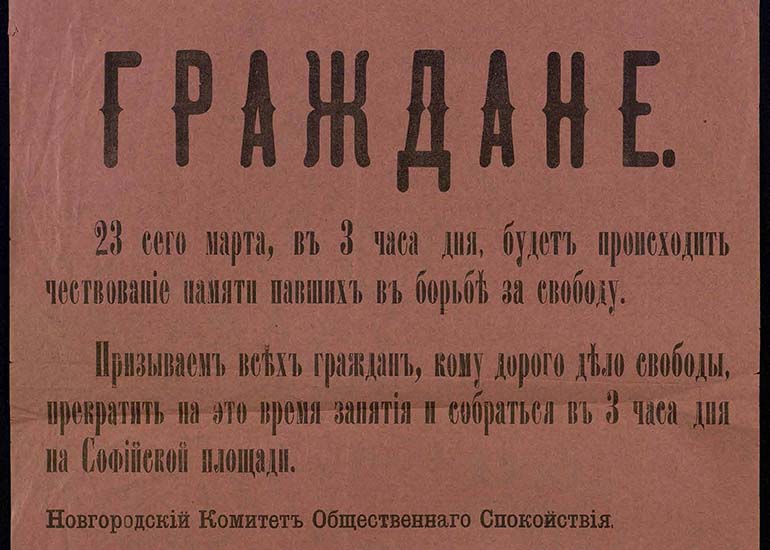 ГРАЖДАНЕ.
23 сего марта, въ 3 часа дня, будетъ происходить
чествованіе памяти павшихъ въ борьбѣ за свободу.
Призываемъ всѣхъ граждан, кому дорого дѣло свободы,
прекратить на это время занятія и собраться въ 3 часа дня
на Софійской площади.
Новгородскій Комитетъ Общественнаго Спокойствія.